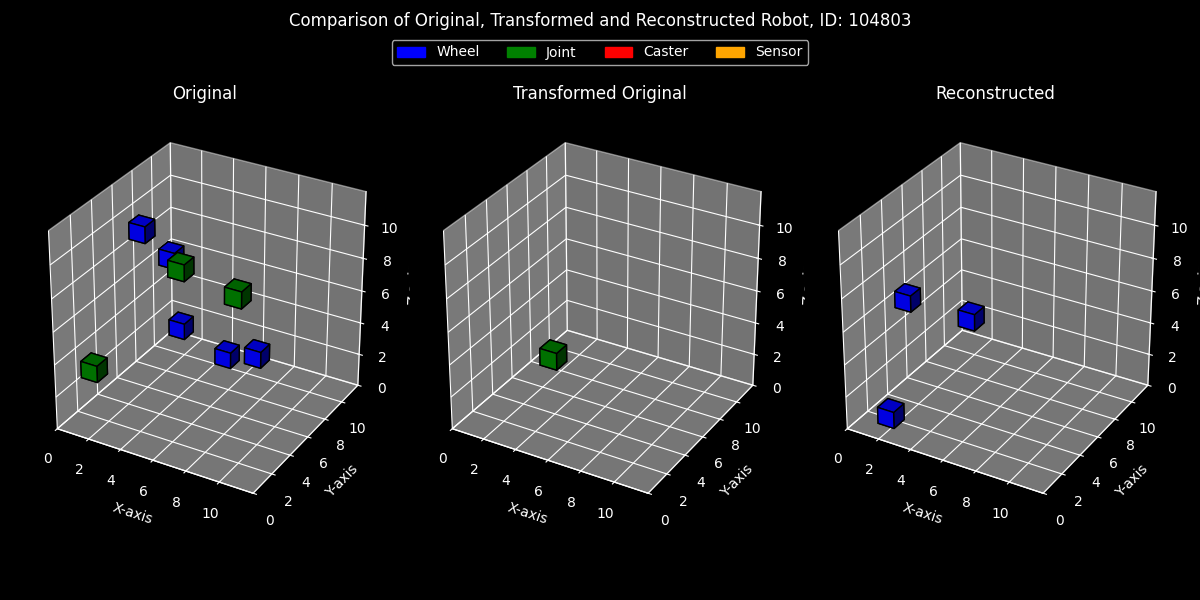 Comparison of Original, Transformed and Reconstructed Robot, ID: 104803
Wheel Joint Caster Sensor
Original Transformed Original Reconstructed
10 10 10
8 8 8
6 6 6
4 4 4
2 2 2
0 0 0
0 2 4 6 8 10 0 2 4 6 8 10 0 2 4 6 8 10
X-axis X-axis X-axis
0 2 4 6 8 10 0 2 4 6 8 10 0 2 4 6 8 10
Y-axis Y-axis Y-axis